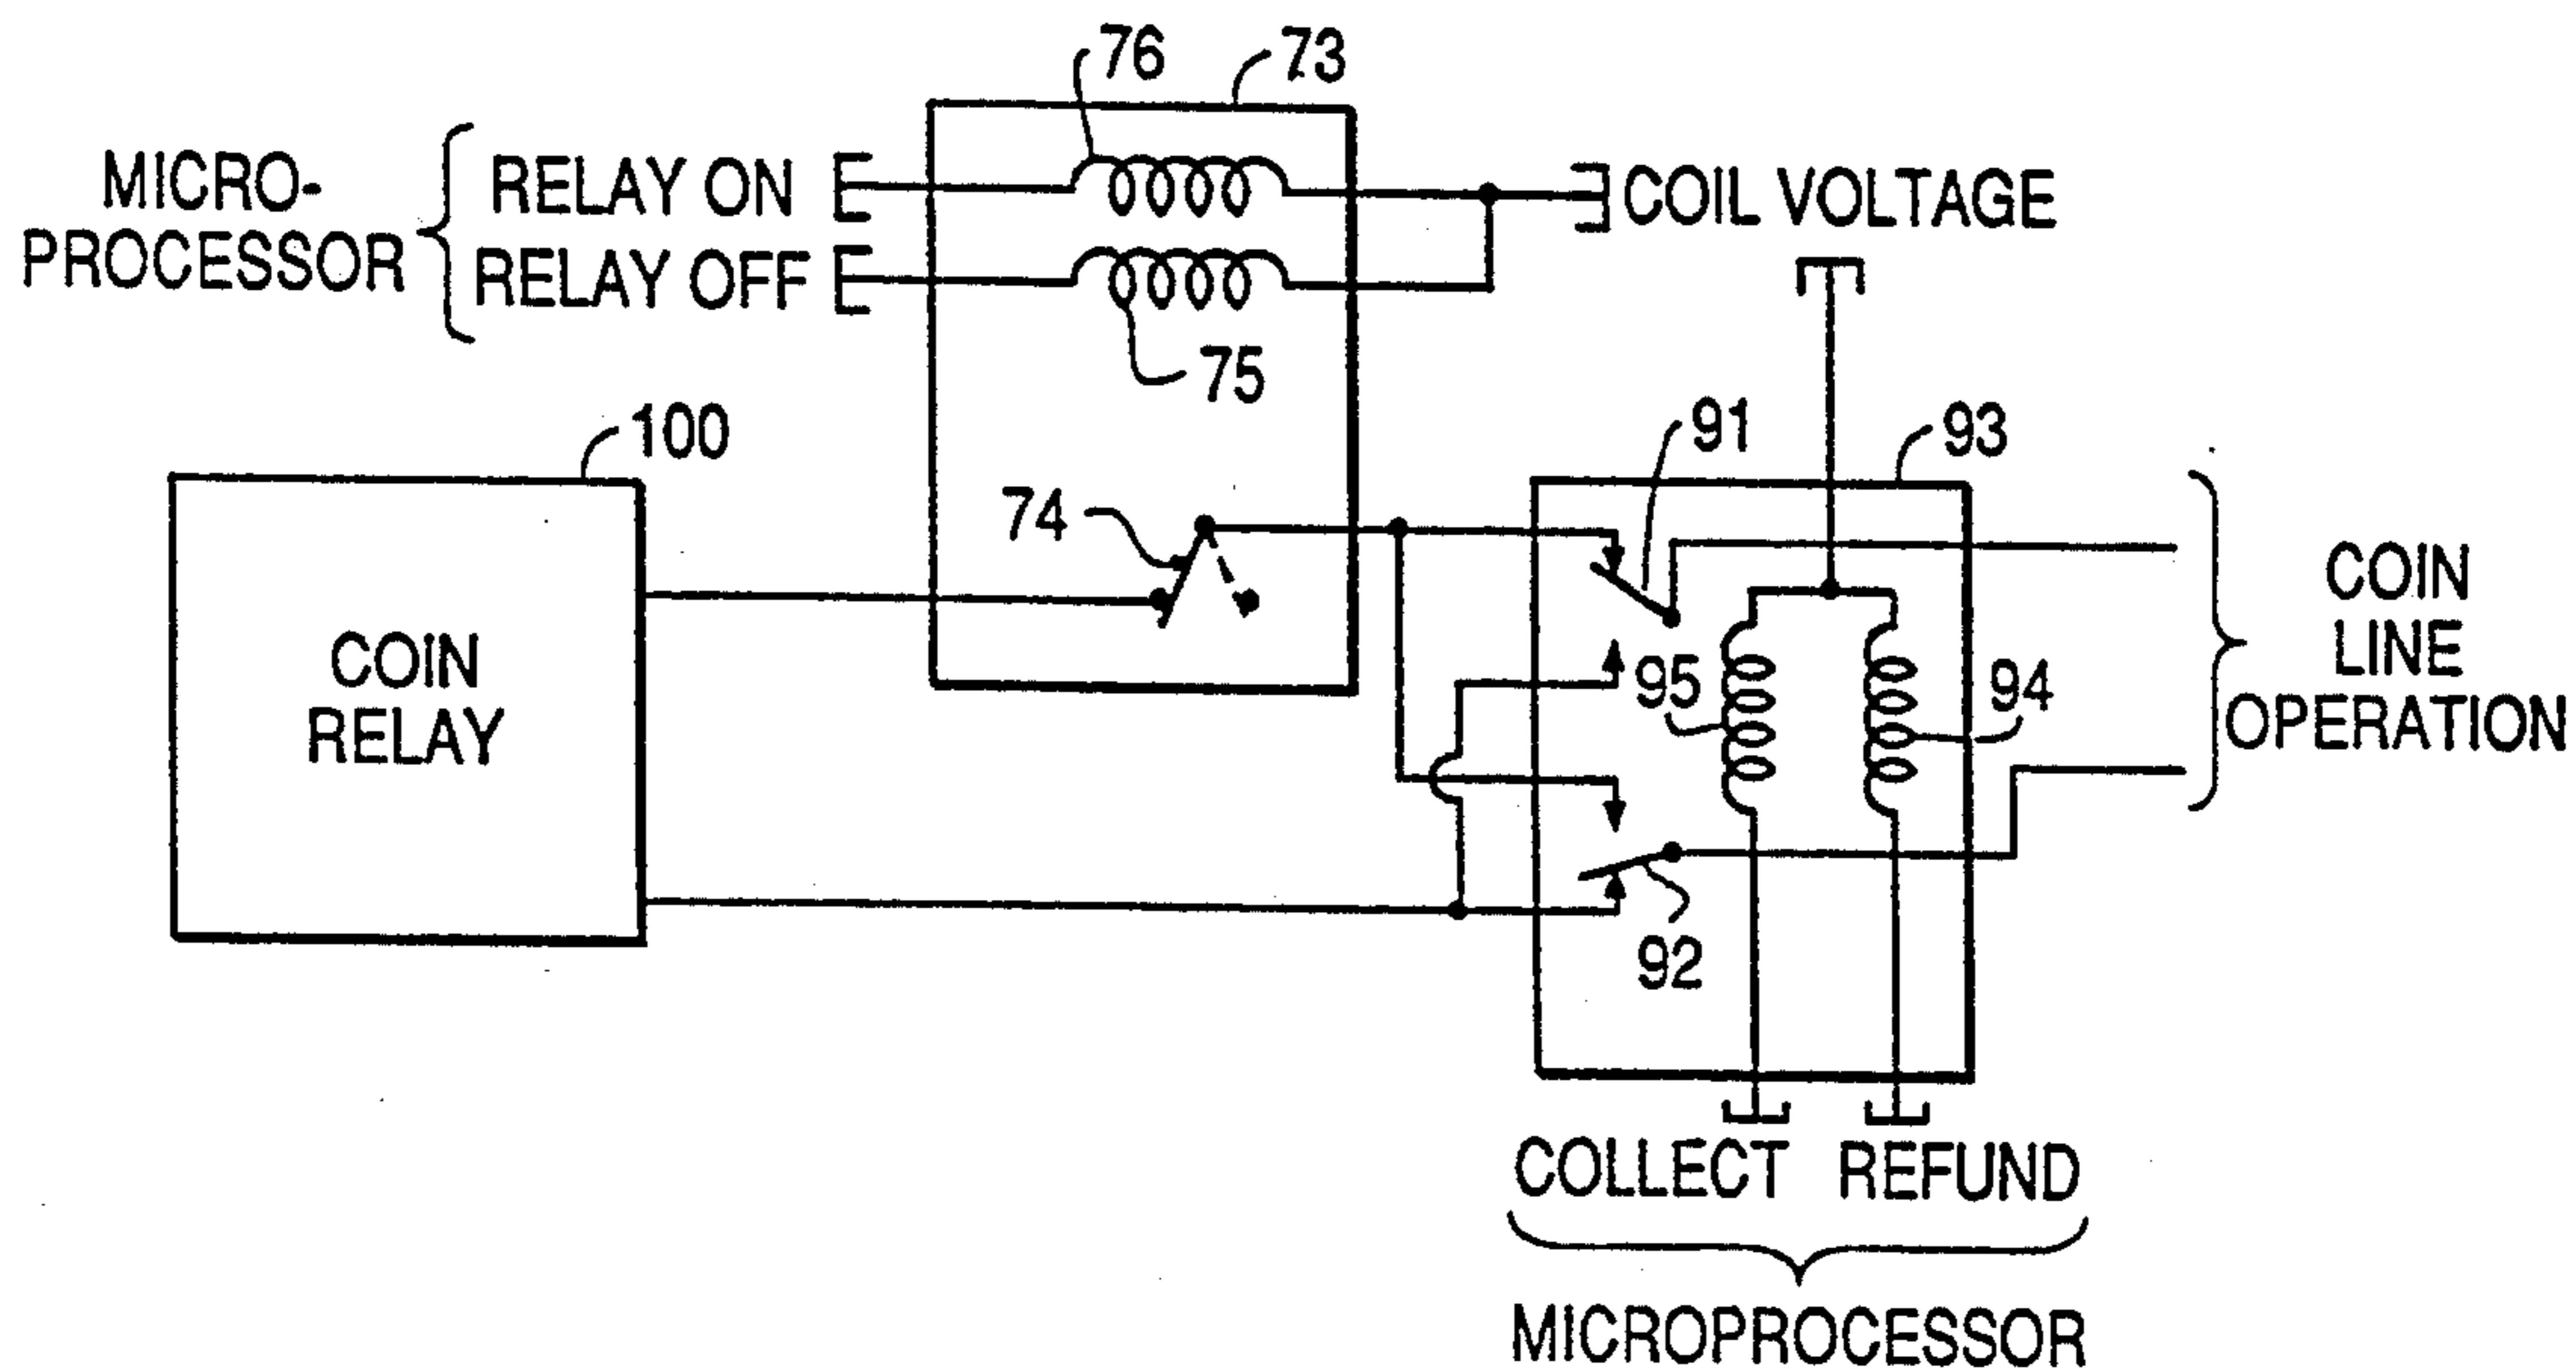 76
73
MICRO-
PROCESSOR
RELAY ON
RELAY OFF
COIL VOLTAGE
75
100
91
93
74
COIN
RELAY
95
94
COIN
LINE
OPERATION
92
COLLECT REFUND
MICROPROCESSOR